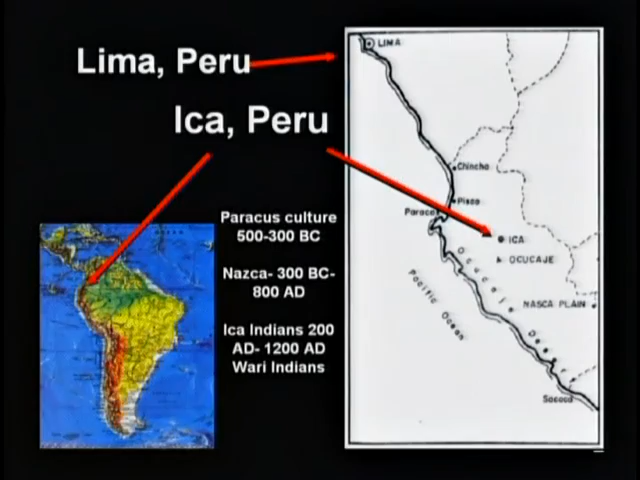 Lima, Peru
Ica, Peru
Paracus culture
500-300 BC
Nazca- 300 BC-
800 AD
Ica Indians 200
AD- 1200 AD
Wari Indians
LIMA
Chincha
Pisco
Paracas
ICA
OCUCAJE
Ocucaje Desert
NASCA PLAIN
Pacific Ocean
Sacaco